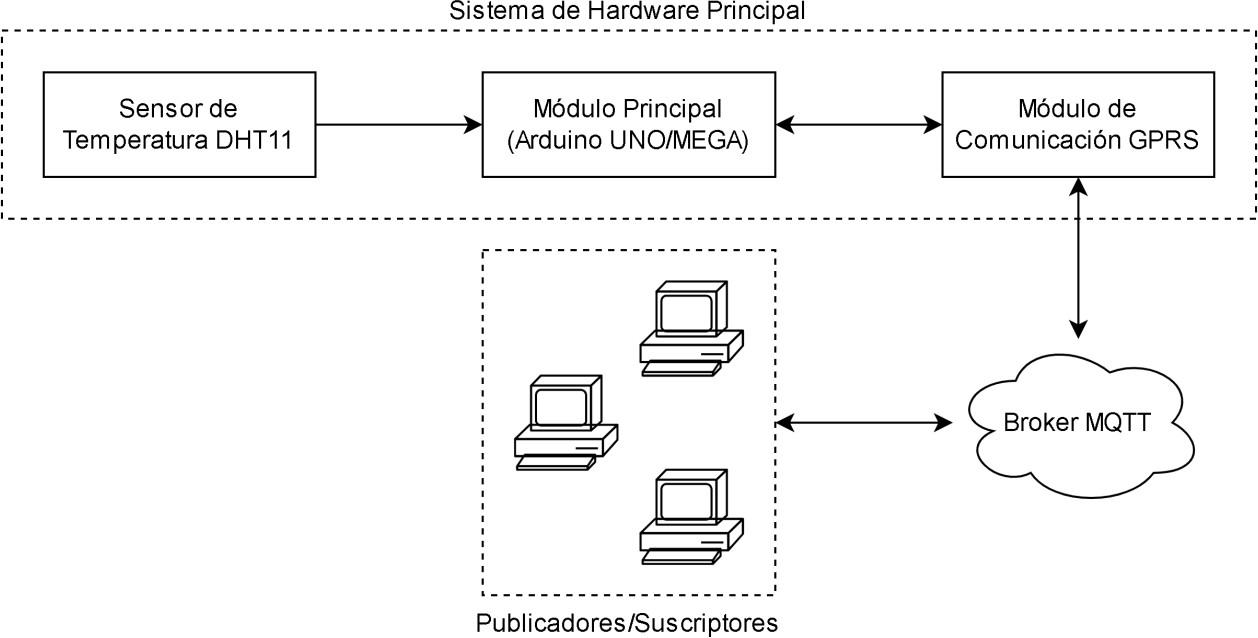 Sistema de Hardware Principal
Sensor de
Temperatura DHT11
Módulo Principal
(Arduino UNO/MEGA)
Módulo de
Comunicación GPRS
Broker MQTT
Publicadores/Suscriptores